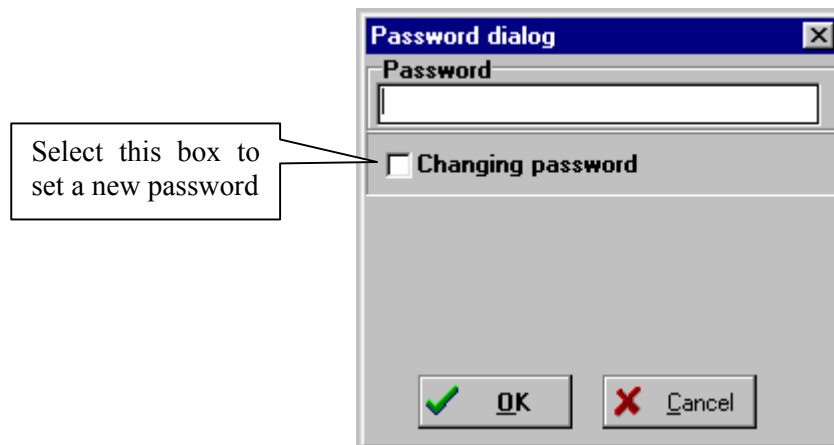 Password dialog
Password
Select this box to
set a new password
Changing password
OK
Cancel